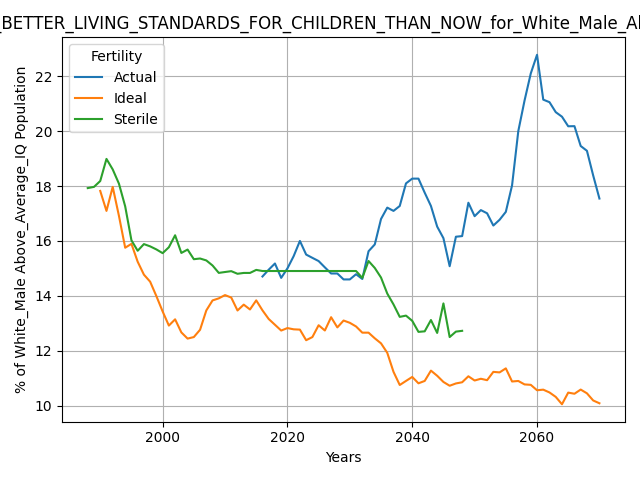 _BETTER_LIVING_STANDARDS_FOR_CHILDREN_THAN_NOW_for_White_Male_Ab
Fertility
Actual
Ideal
Sterile
% of White_Male Above_Average_IQ Population
22
20
18
16
14
12
10
2000
2020
2040
2060
Years